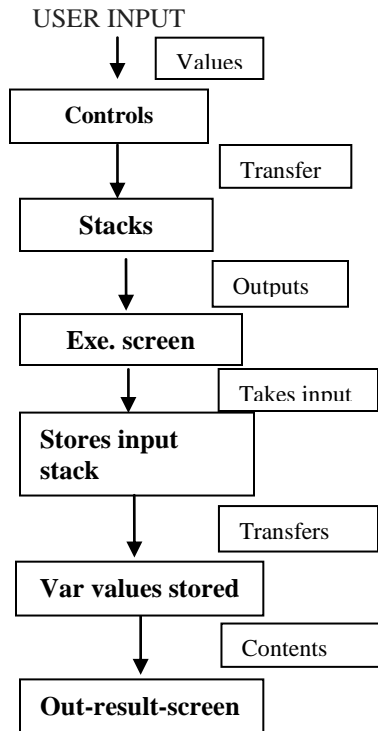 USER INPUT
Values
Controls
Transfer
Stacks
Outputs
Exe. screen
Takes input
Stores input
stack
Transfers
Var values stored
Contents
Out-result-screen